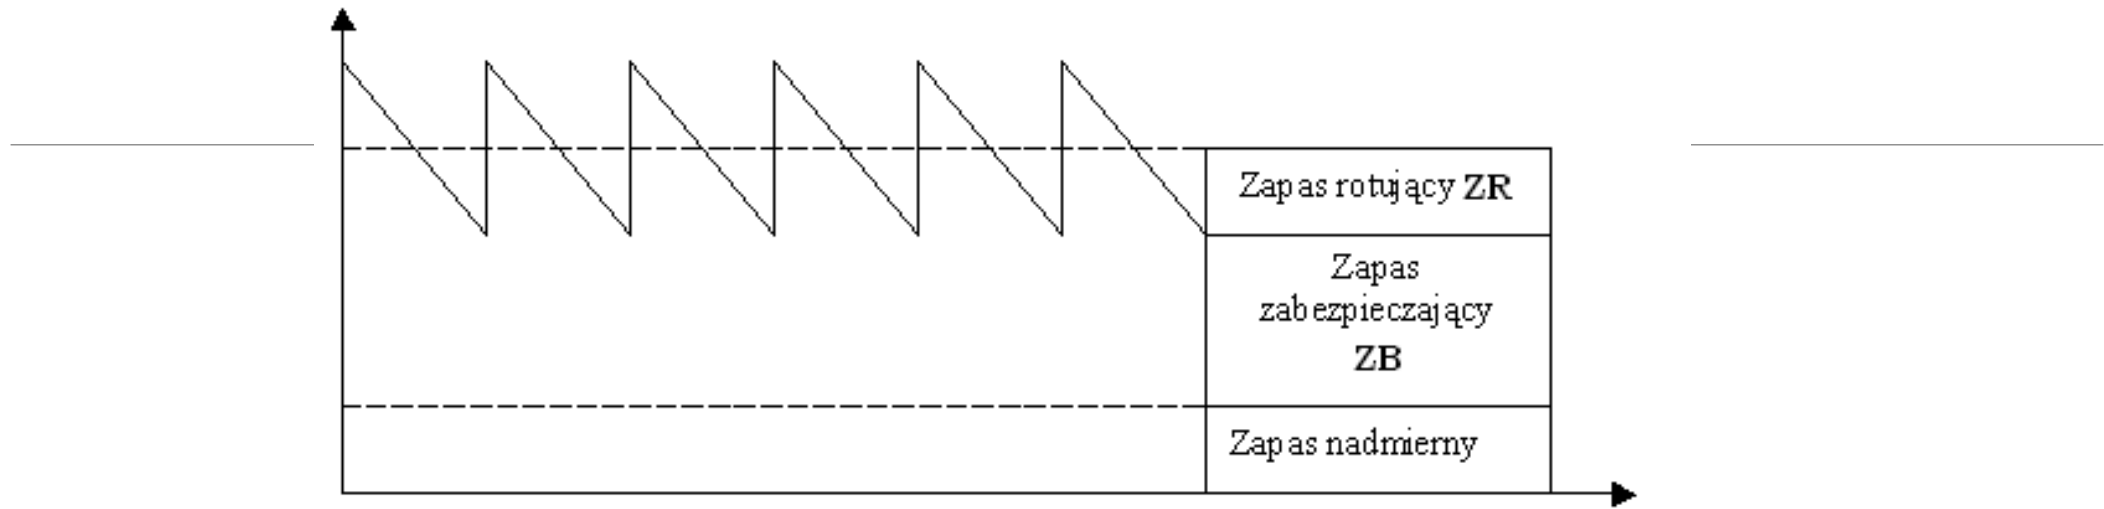 Zapas rotujący ZR
Zapas
zabezpieczający
ZB
Zapas nadmierny